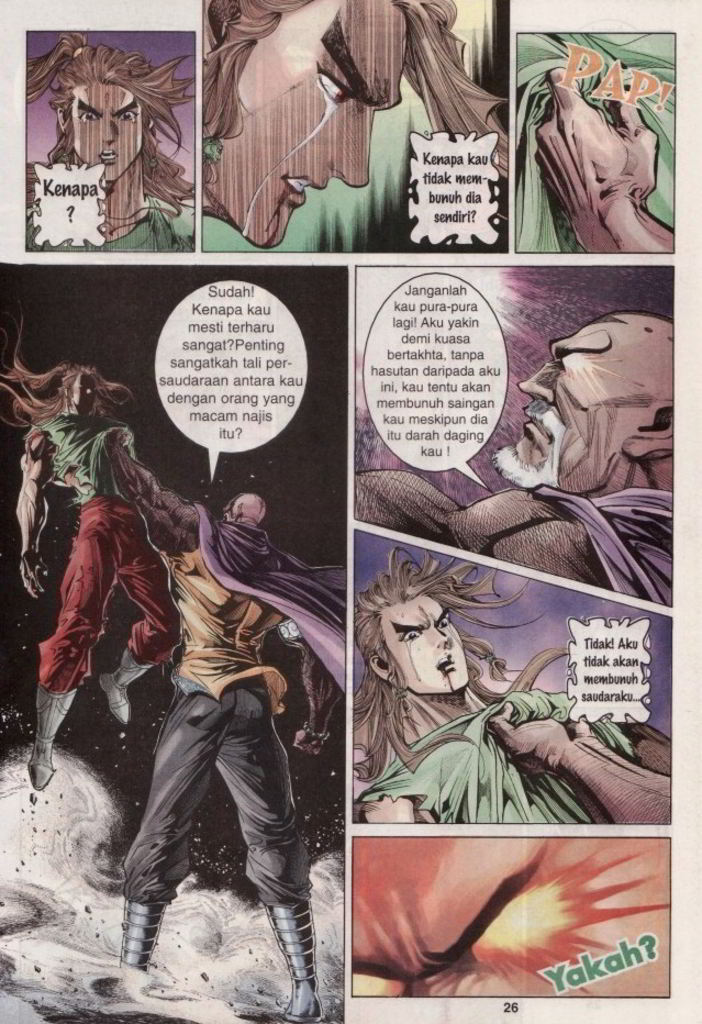 Kenapa
?
Kenapa kau
tidak mem-
bunuh dia
sendiri?
PAP!
Sudah!
Kenapa kau
mesti terharu
sangat?Penting
sangatkah tali per-
saudaraan antara kau
dengan orang yang
macam najis
itu?
Janganlah
kau pura-pura
lagi! Aku yakin
demi kuasa
bertakhta, tanpa
hasutan daripada aku
ini, kau tentu akan
membunuh saingan
kau meskipun dia
itu darah daging
kau !
Tidak! Aku
tidak akan
membunuh
saudaraku...
Yakah?
26